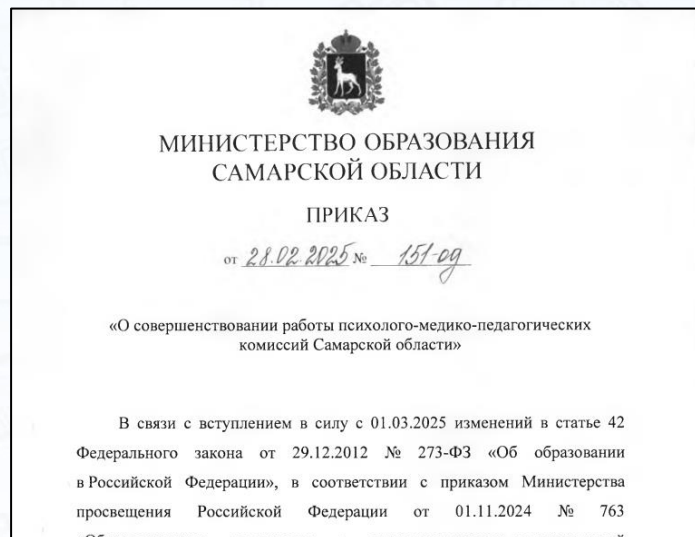 МИНИСТЕРСТВО ОБРАЗОВАНИЯ
САМАРСКОЙ ОБЛАСТИ
ПРИКАЗ
от 28.02.2025 № 151-од
«О совершенствовании работы психолого-медико-педагогических
комиссий Самарской области»
В связи с вступлением в силу с 01.03.2025 изменений в статье 42
Федерального закона от 29.12.2012 № 273-ФЗ «Об образовании
в Российской Федерации», в соответствии с приказом Министерства
просвещения Российской Федерации от 01.11.2024 № 763